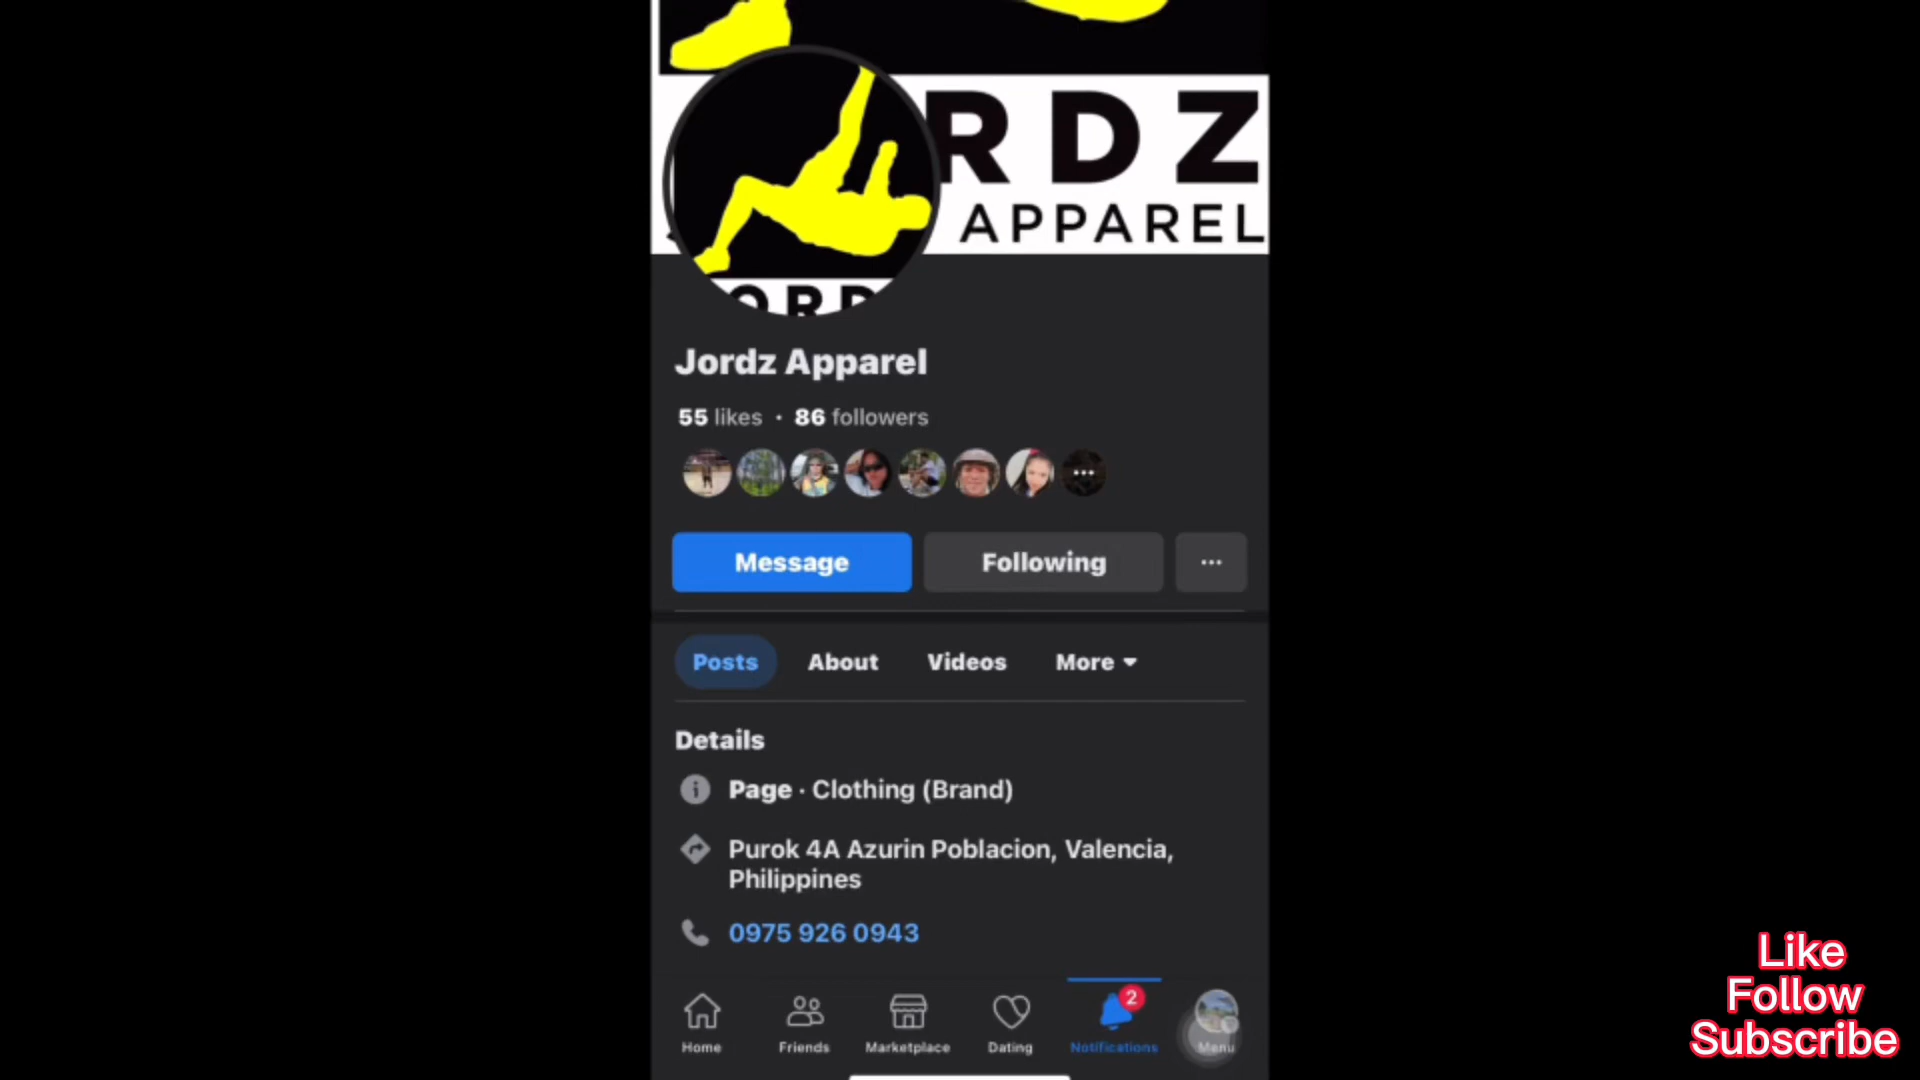 RDZ
APPAREL
ORD
Jordz Apparel
55 likes · 86 followers
Message
Following
Posts
About
Videos
More
Details
Page · Clothing (Brand)
Purok 4A Azurin Poblacion, Valencia,
Philippines
0975 926 0943
2
Home
Friends
Marketplace
Dating
Notifications
Menu
Like
Follow
Subscribe